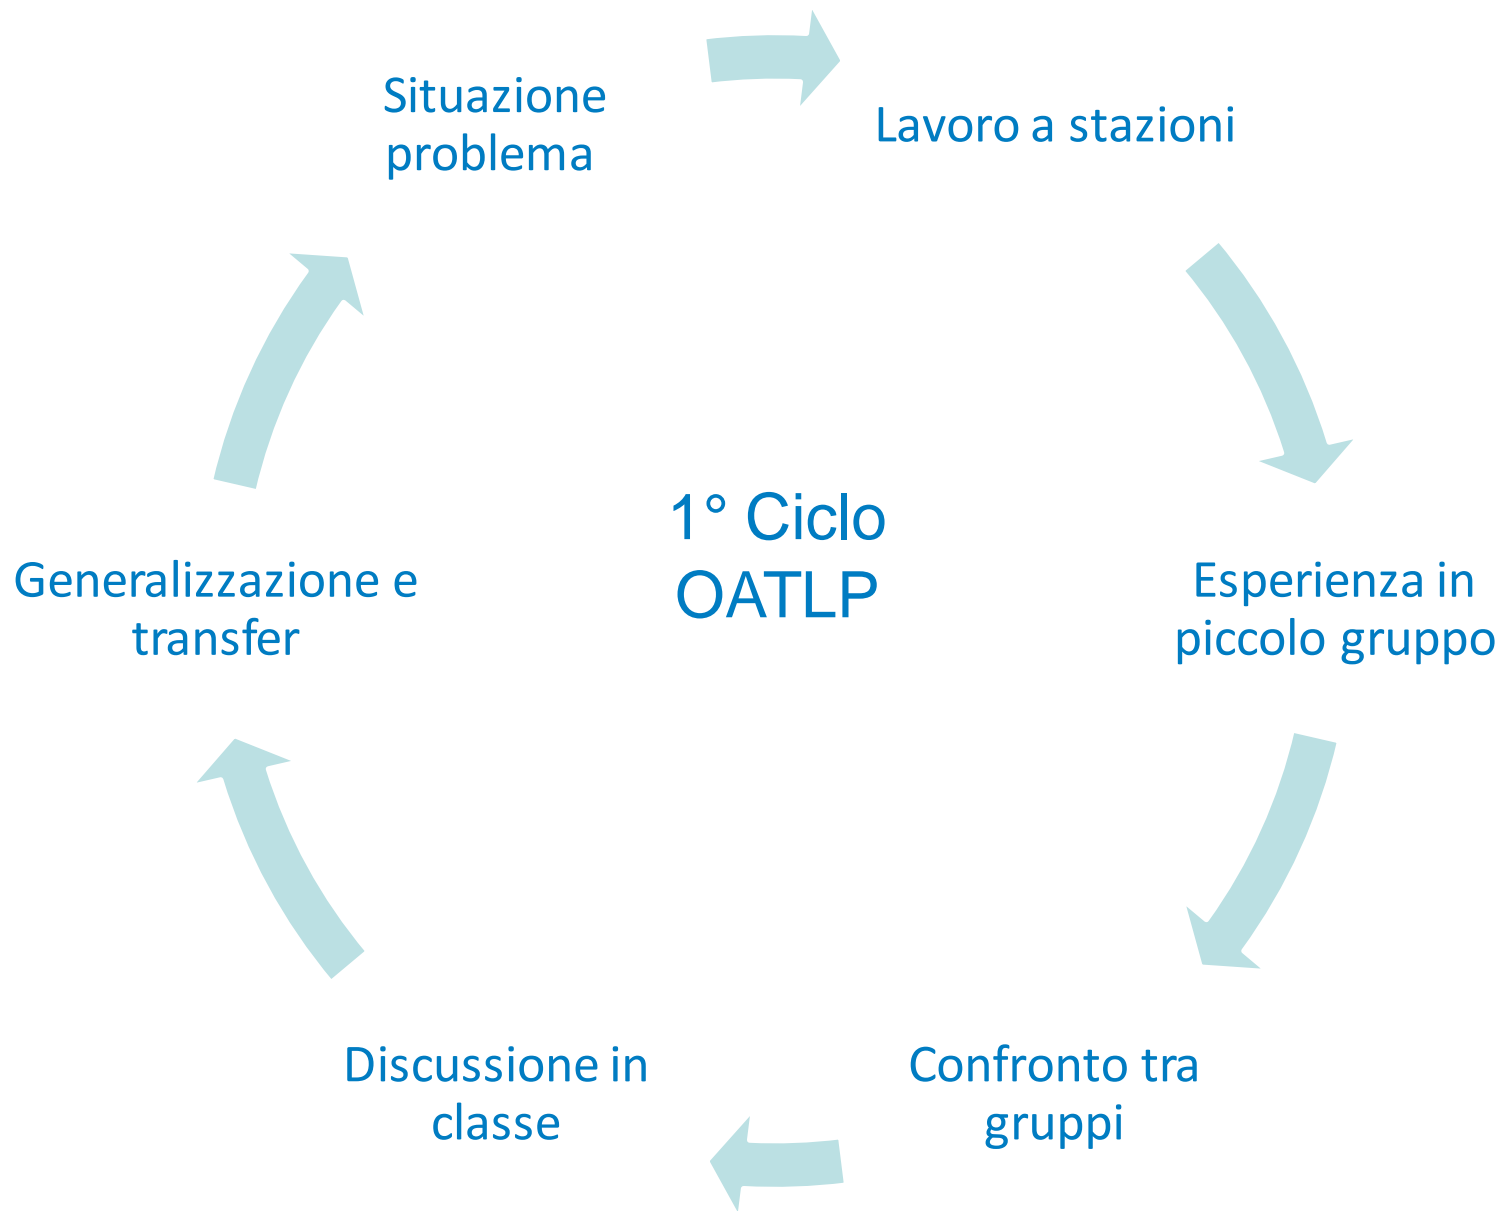 Situazione
problema
Lavoro a stazioni
Esperienza in
piccolo gruppo
Confronto tra
gruppi
Discussione in
classe
Generalizzazione e
transfer
1° Ciclo
OATLP